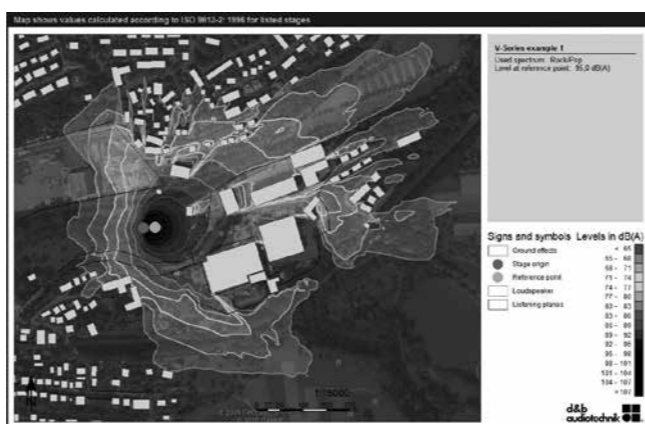 Map shows values calculated according to ISO 9613-2: 1996 for listed stages
V-Series example 1
Used spectrum: Rock/Pop
Level at reference point: 95,0 dB(A)
Signs and symbols
Ground effects
Stage origin
Reference point
Loudspeaker
Listening planes
Levels in dB(A)
< 65
65 - 68
68 - 71
71 - 74
74 - 77
77 - 80
80 - 83
83 - 86
86 - 89
89 - 92
92 - 95
95 - 98
98 - 101
101 - 104
104 - 107
> 107
1:15000
d&b
audiotechnik